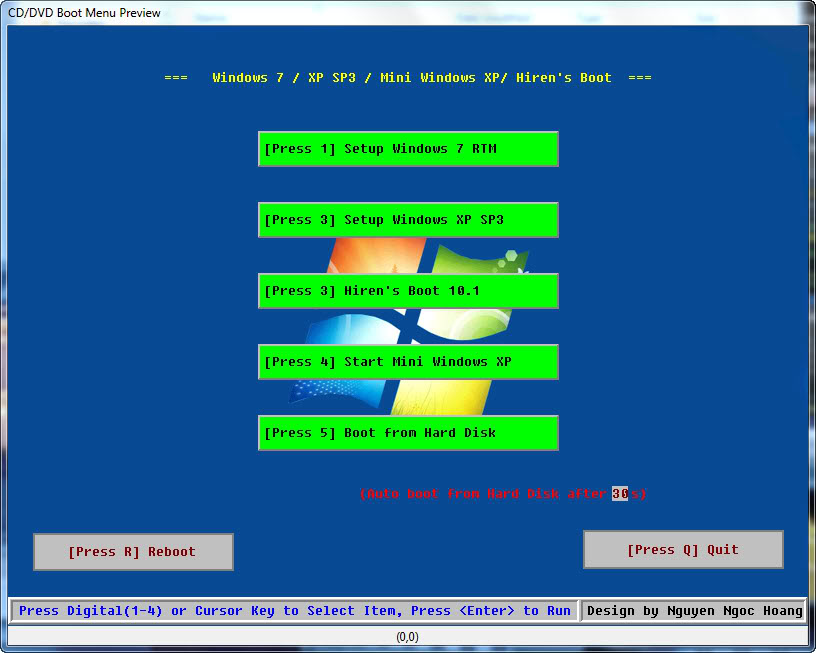 CD/DVD Boot Menu Preview
=== Windows 7 / XP SP3 / Mini Windows XP/ Hiren's Boot ===
[Press 1] Setup Windows 7 RTM
[Press 3] Setup Windows XP SP3
[Press 3] Hiren's Boot 10.1
[Press 4] Start Mini Windows XP
[Press 5] Boot from Hard Disk
(Auto boot from Hard Disk after 30s)
[Press R] Reboot
[Press Q] Quit
Press Digital(1-4) or Cursor Key to Select Item, Press <Enter> to Run
Design by Nguyen Ngoc Hoang
(0,0)